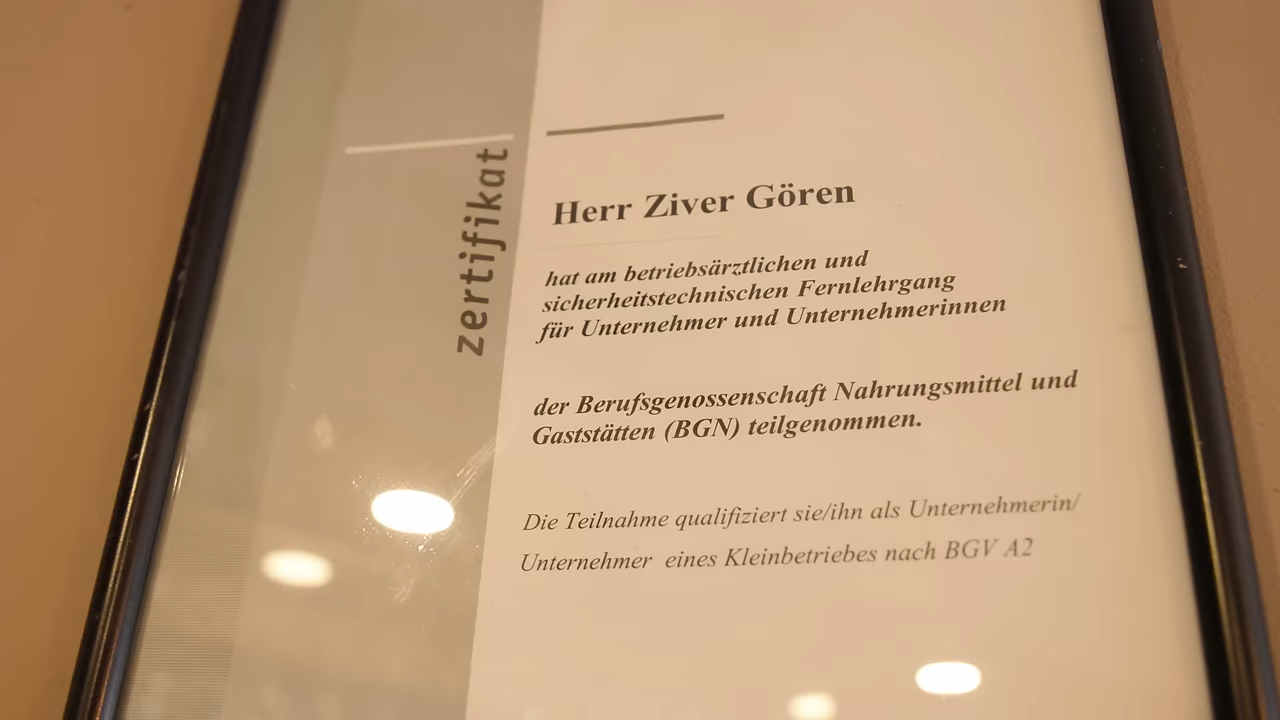 zertifikat
Herr Ziver Gören
hat am betriebsärztlichen und
sicherheitstechnischen Fernlehrgang
für Unternehmer und Unternehmerinnen
der Berufsgenossenschaft Nahrungsmittel und
Gaststätten (BGN) teilgenommen.
Die Teilnahme qualifiziert sie/ihn als Unternehmerin/
Unternehmer eines Kleinbetriebes nach BGV A2